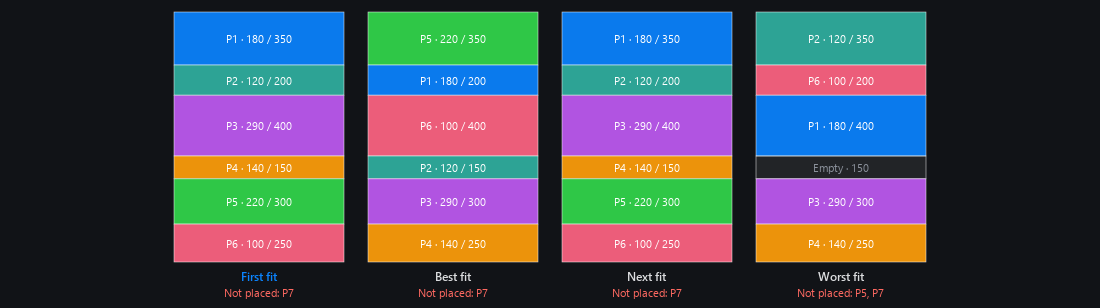 P1 · 180 / 350
P2 · 120 / 200
P3 · 290 / 400
P4 · 140 / 150
P5 · 220 / 300
P6 · 100 / 250
First fit
Not placed: P7
P5 · 220 / 350
P1 · 180 / 200
P6 · 100 / 400
P2 · 120 / 150
P3 · 290 / 300
P4 · 140 / 250
Best fit
Not placed: P7
P1 · 180 / 350
P2 · 120 / 200
P3 · 290 / 400
P4 · 140 / 150
P5 · 220 / 300
P6 · 100 / 250
Next fit
Not placed: P7
P2 · 120 / 350
P6 · 100 / 200
P1 · 180 / 400
Empty · 150
P3 · 290 / 300
P4 · 140 / 250
Worst fit
Not placed: P5, P7